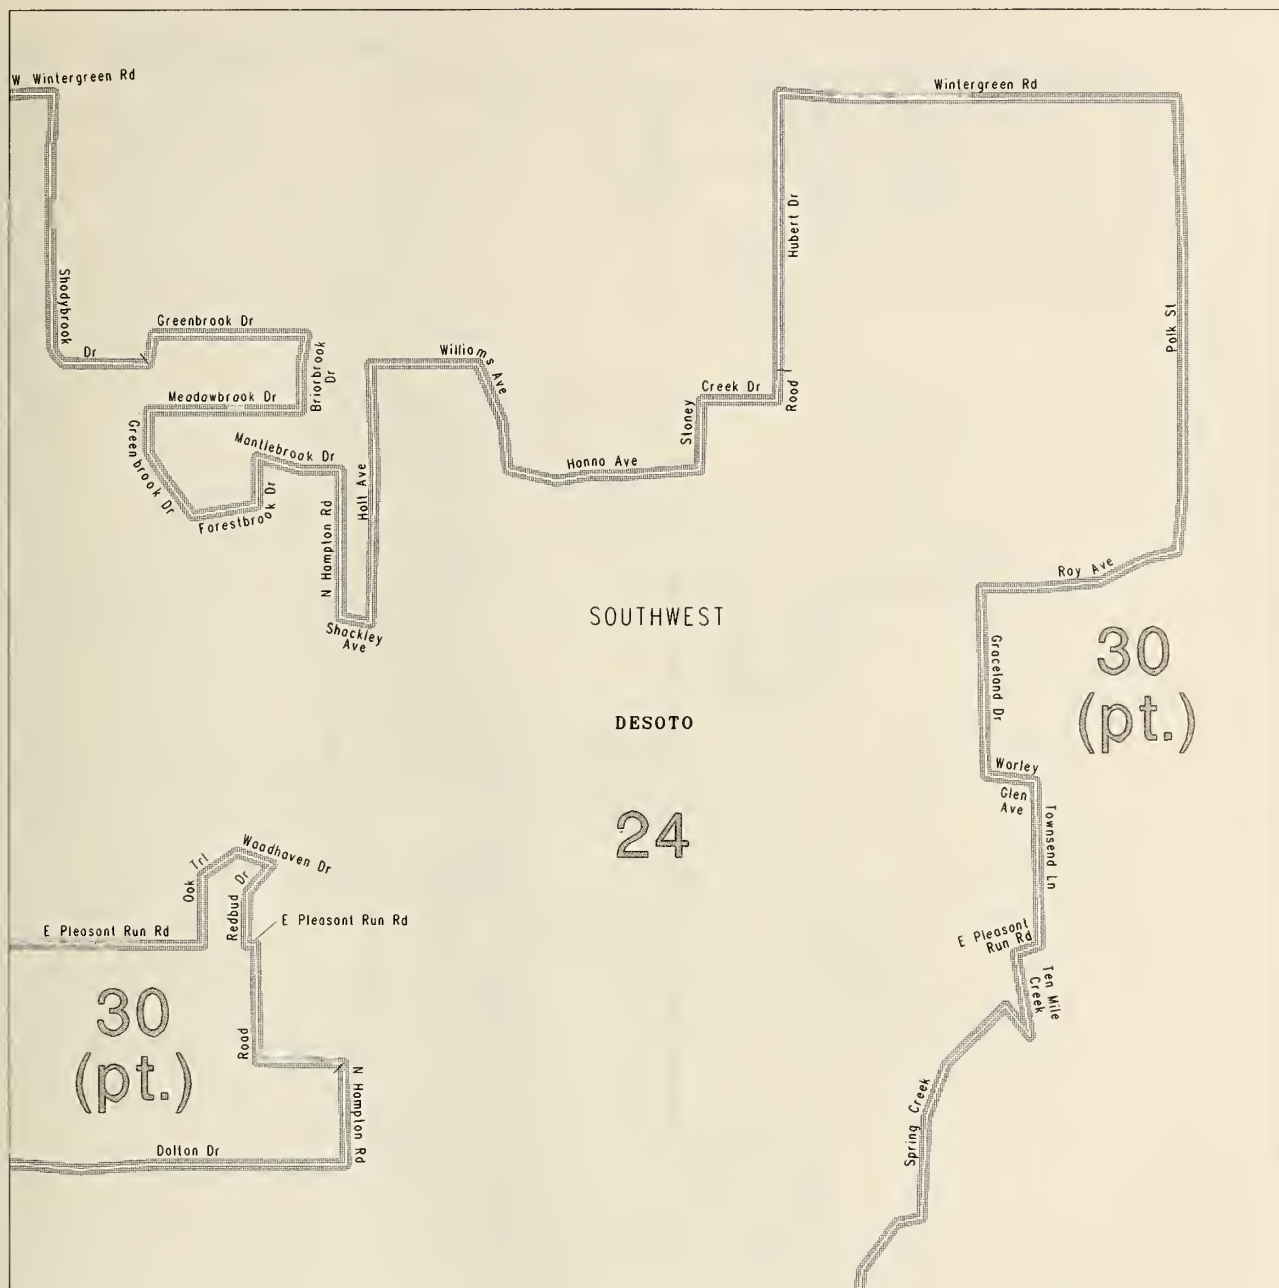 W Wintergreen Rd
Wintergreen Rd
Hubert Dr
Shadybrook
Dr
Greenbrook Dr
Briarbrook
Dr
Williams Ave
Polk St
Meadowbrook Dr
Creek Dr
Stoney
Road
Greenbrook Dr
Mantlebrook Dr
Holt Ave
Hanna Ave
Forestbrook Dr
N Hampton Rd
Ray Ave
SOUTHWEST
Shackley
Ave
30
(pt.)
Graceland Dr
DESOTO
Worley
Glen
Ave
24
Townsend Ln
Woodhaven Dr
Oak Trl
Redbud Dr
E Pleasant Run Rd
E Pleasant Run Rd
E Pleasant
Run Rd
Ten Mile
Creek
30
(pt.)
Road
N Hampton Rd
Spring Creek
Dalton Dr